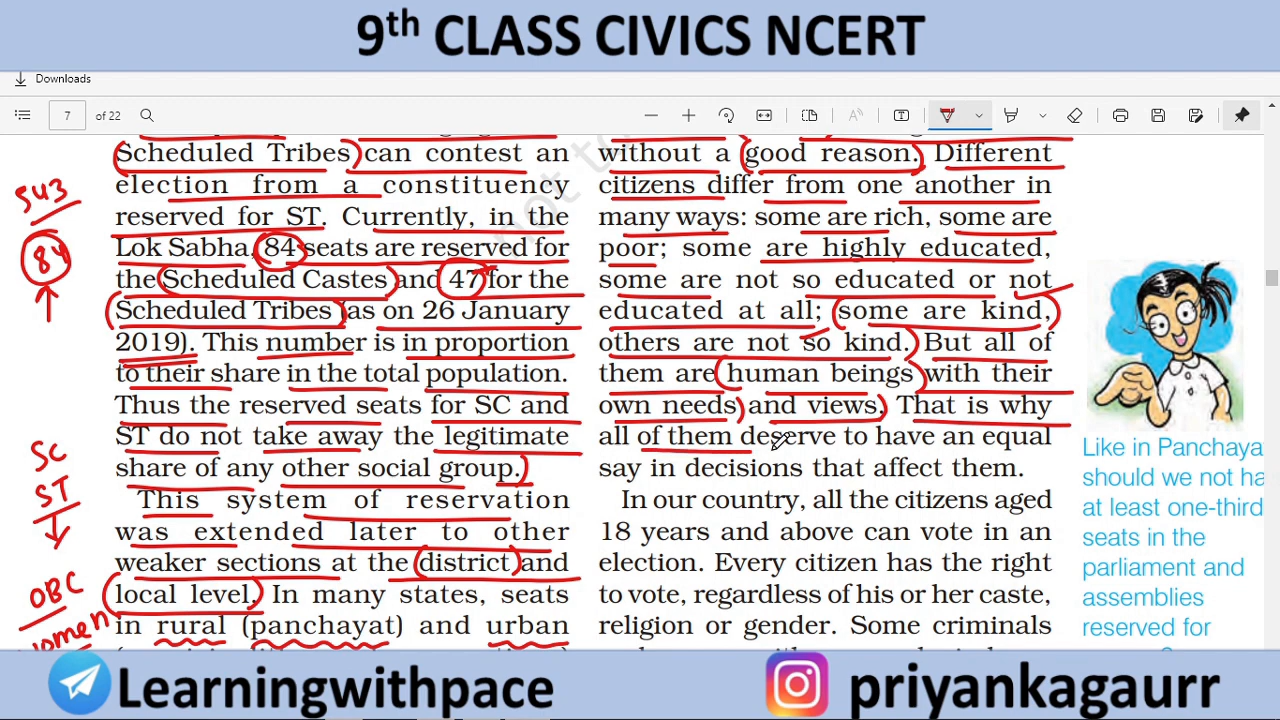 9th CLASS CIVICS NCERT
Downloads
7 of 22
Scheduled Tribes can contest an
election from a constituency
reserved for ST. Currently, in the
Lok Sabha, 84 seats are reserved for
the Scheduled Castes and 47 for the
Scheduled Tribes (as on 26 January
2019). This number is in proportion
to their share in the total population.
Thus the reserved seats for SC and
ST do not take away the legitimate
share of any other social group.
This system of reservation
was extended later to other
weaker sections at the district and
local level. In many states, seats
in rural (panchayat) and urban
543
84
SC
ST
OBC
women
not to
without a good reason. Different
citizens differ from one another in
many ways: some are rich, some are
poor; some are highly educated,
some are not so educated or not
educated at all; some are kind,
others are not so kind. But all of
them are human beings with their
own needs and views. That is why
all of them deserve to have an equal
say in decisions that affect them.
In our country, all the citizens aged
18 years and above can vote in an
election. Every citizen has the right
to vote, regardless of his or her caste,
religion or gender. Some criminals
Like in Panchaya
should we not ha
at least one-third
seats in the
parliament and
assemblies
reserved for
Learningwithpace
priyankagaurr